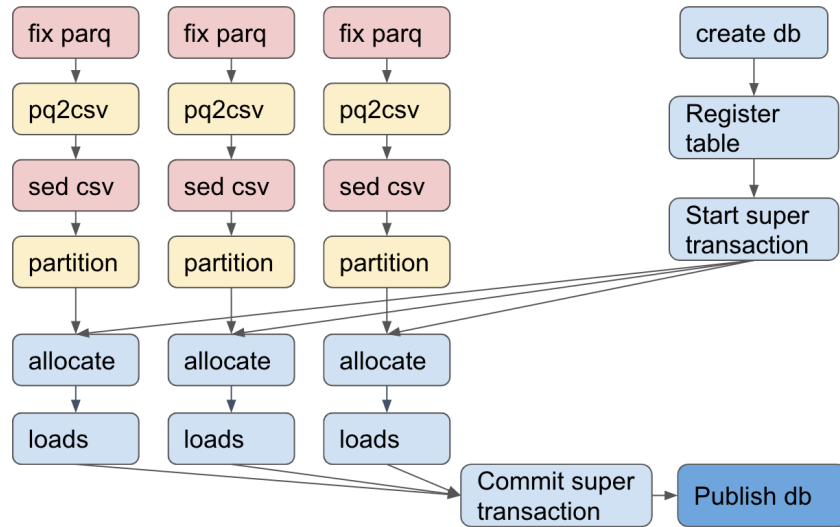 fix parq
fix parq
fix parq
create db
pq2csv
pq2csv
pq2csv
Register
table
sed csv
sed csv
sed csv
Start super
transaction
partition
partition
partition
allocate
allocate
allocate
loads
loads
loads
Commit super
transaction
Publish db